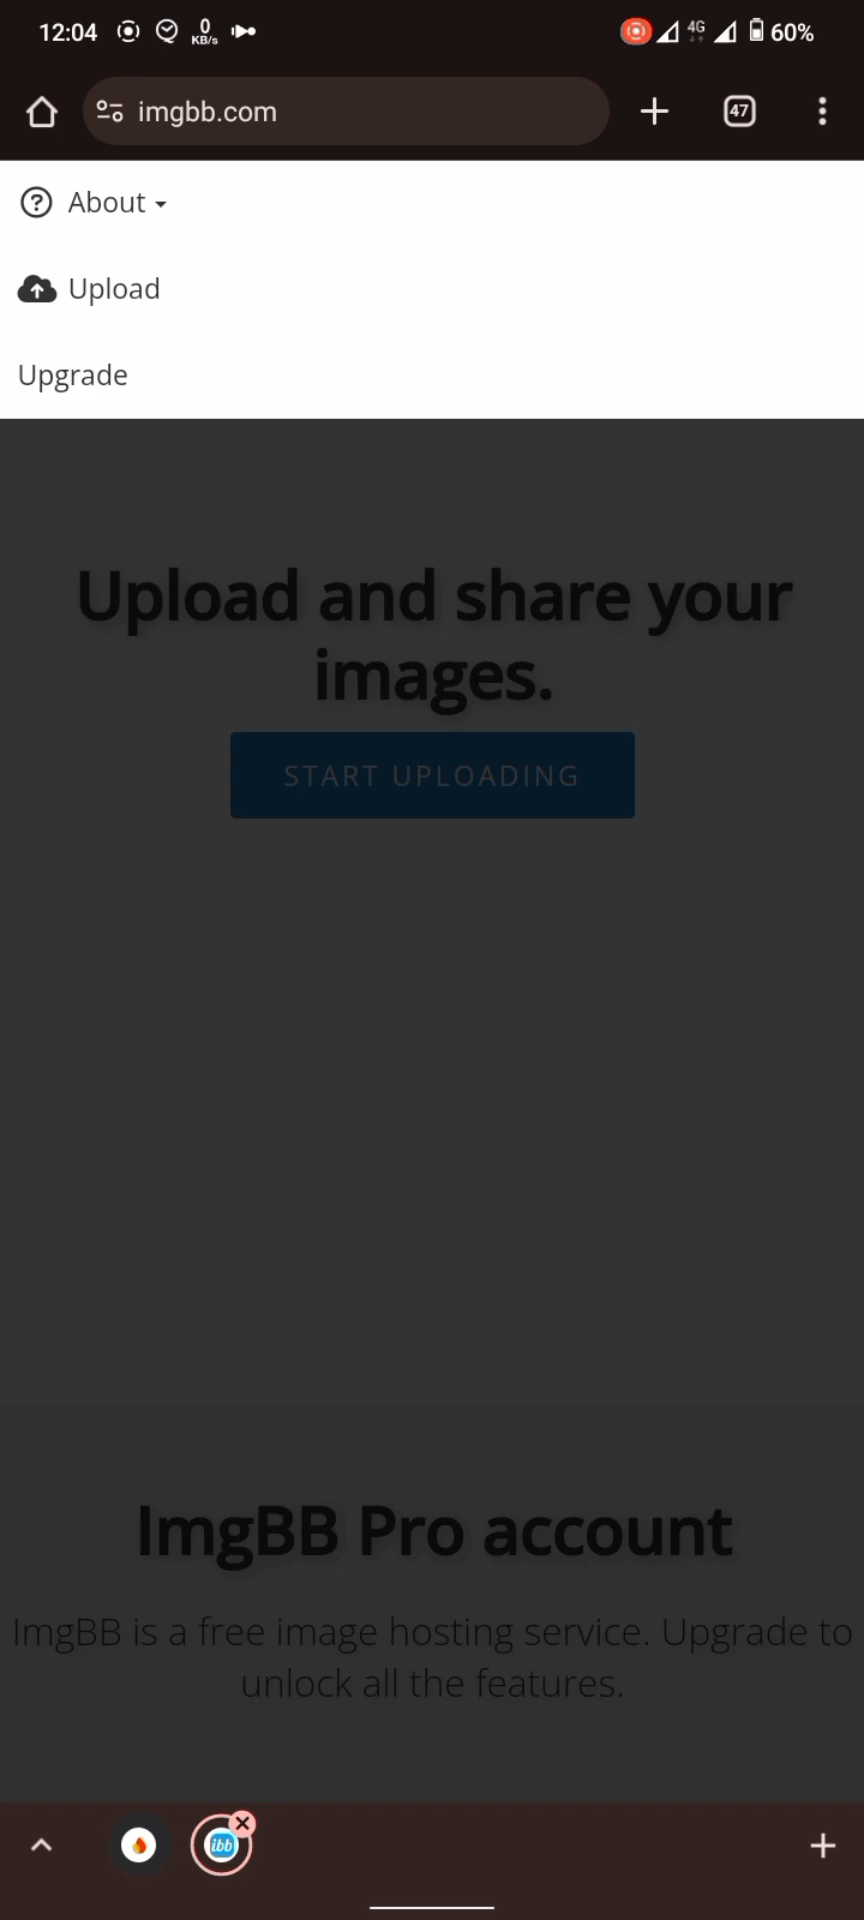 12:04 0 KB/s 4G 60%
imgbb.com 47
About
Upload
Upgrade
Upload and share your
images.
START UPLOADING
ImgBB Pro account
ImgBB is a free image hosting service. Upgrade to
unlock all the features.
ibb